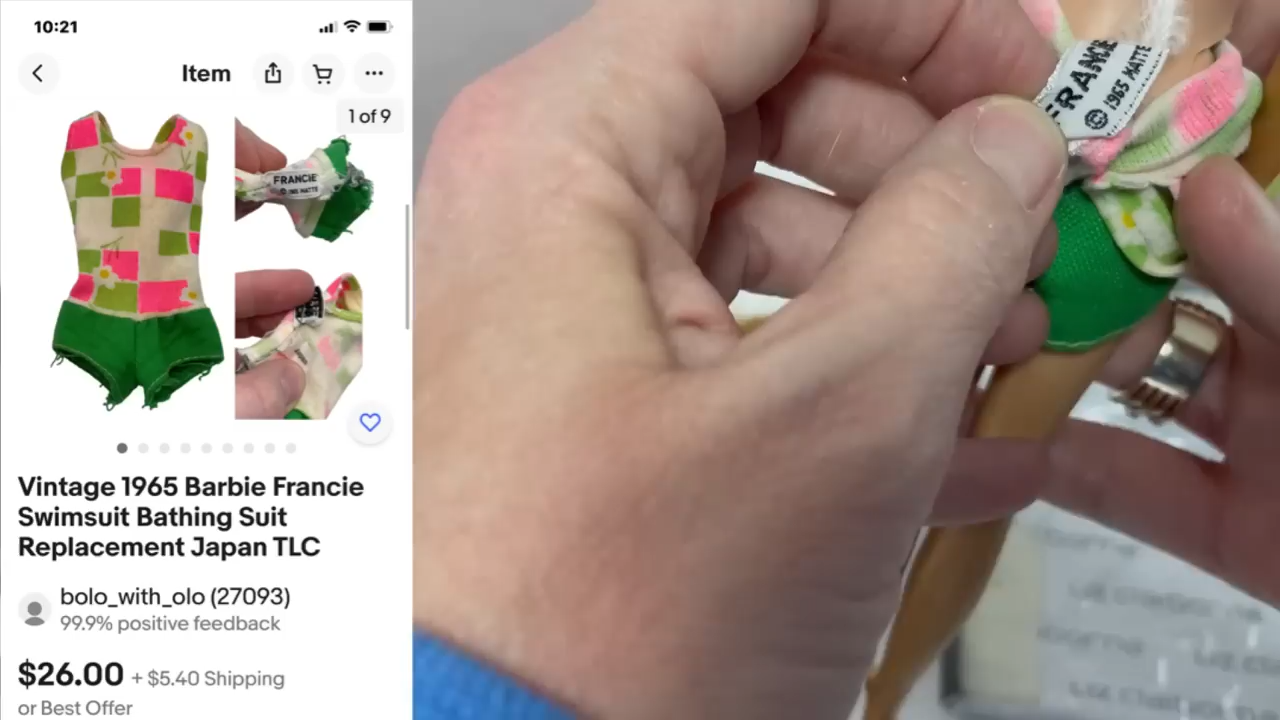 10:21
Item
1 of 9
FRANCIE
Vintage 1965 Barbie Francie
Swimsuit Bathing Suit
Replacement Japan TLC
bolo_with_olo (27093)
99.9% positive feedback
$26.00 + $5.40 Shipping
or Best Offer
FRANCIE
© 1965 MATTE